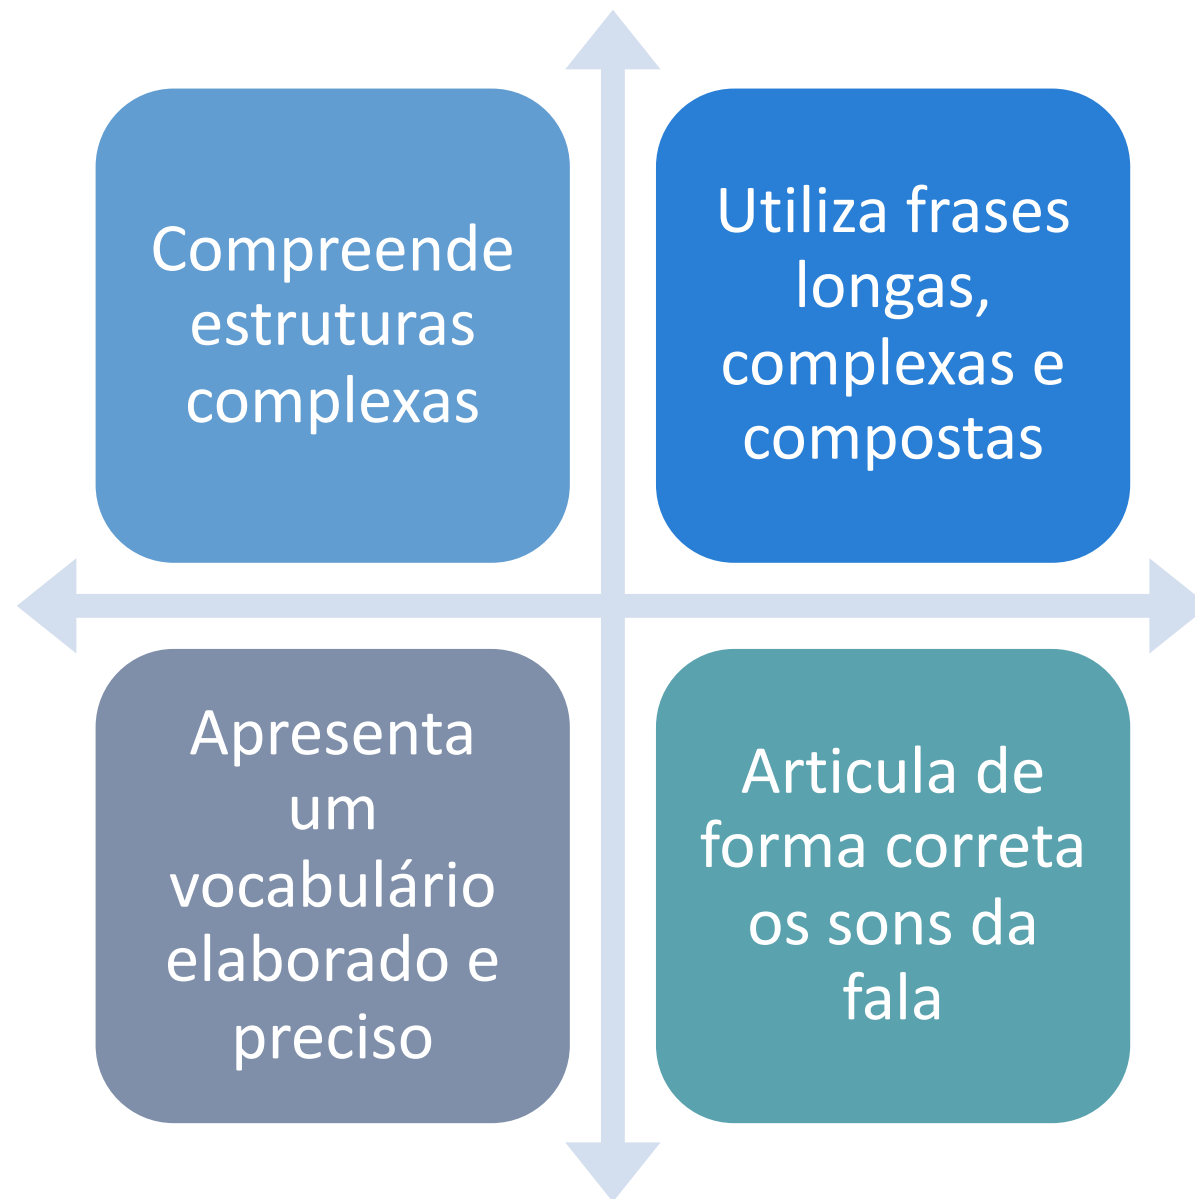 Compreende
estruturas
complexas
Utiliza frases
longas,
complexas e
compostas
Apresenta
um
vocabulário
elaborado e
preciso
Articula de
forma correta
os sons da
fala